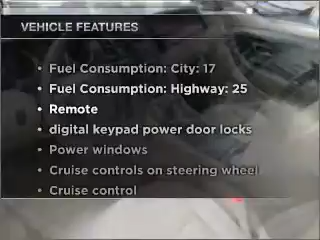 VEHICLE FEATURES
• Fuel Consumption: City: 17
• Fuel Consumption: Highway: 25
• Remote
• digital keypad power door locks
• Power windows
• Cruise controls on steering wheel
• Cruise control